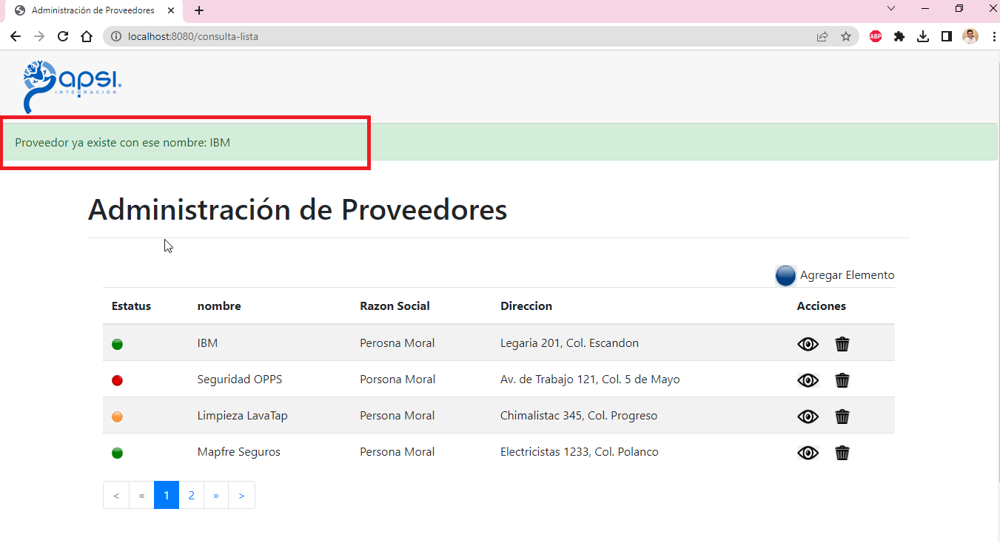 Administración de Proveedores
localhost:8080/consulta-lista
ABP
apsi.
INTEGRACION
Proveedor ya existe con ese nombre: IBM
Administración de Proveedores
Agregar Elemento
Estatus nombre Razon Social Direccion Acciones
IBM Perosna Moral Legaria 201, Col. Escandon
Seguridad OPPS Porsona Moral Av. de Trabajo 121, Col. 5 de Mayo
Limpieza LavaTap Persona Moral Chimalistac 345, Col. Progreso
Mapfre Seguros Persona Moral Electricistas 1233, Col. Polanco
< « 1 2 » >